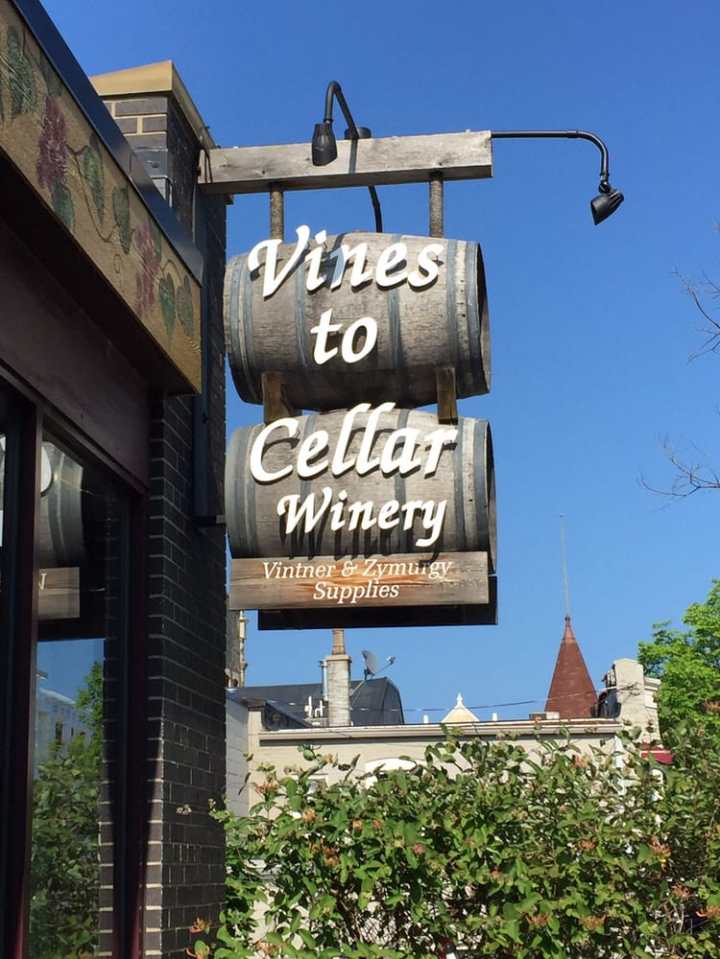 Vines
to
Cellar
Winery
Vintner & Zymurgy
Supplies